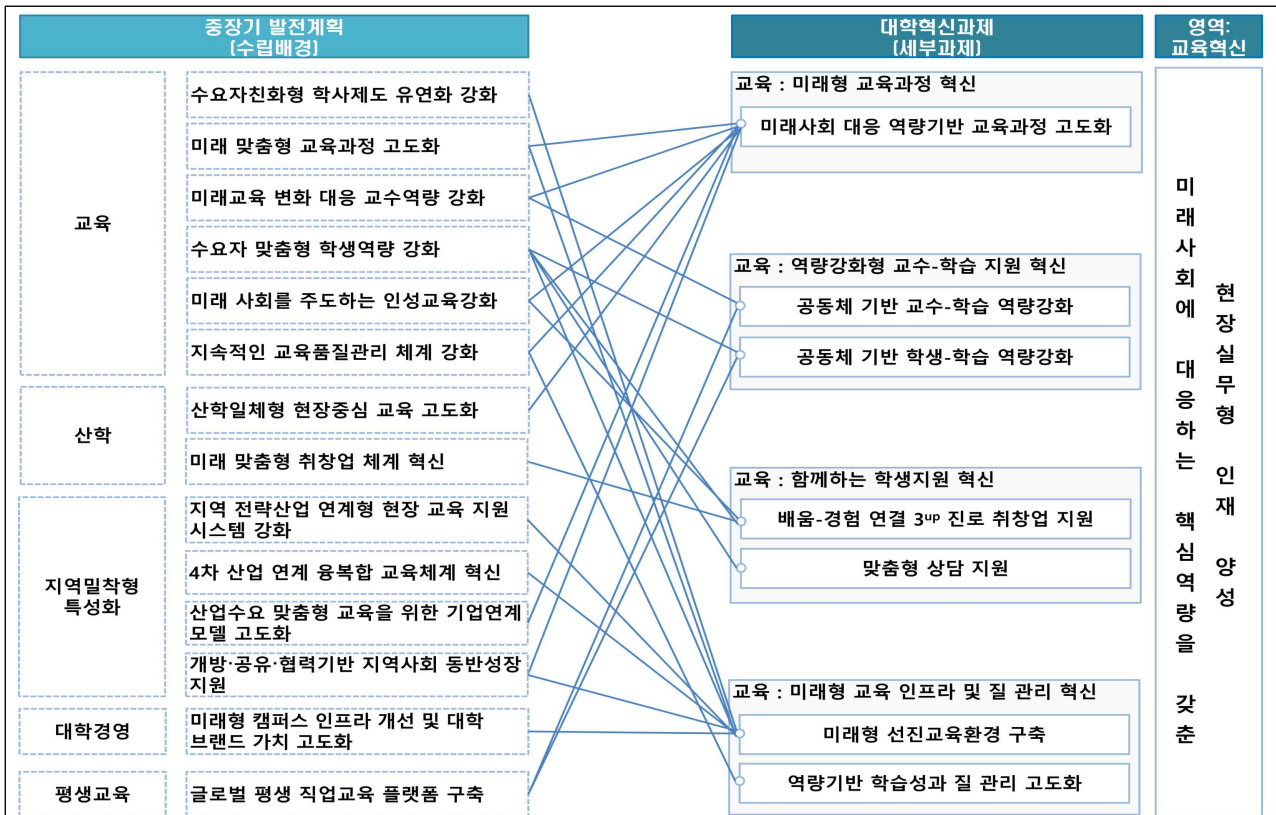 중장기 발전계획
(수립배경)
대학혁신과제
(세부과제)
영역:
교육혁신
교육
수요자친화형 학사제도 유연화 강화
미래 맞춤형 교육과정 고도화
미래교육 변화 대응 교수역량 강화
수요자 맞춤형 학생역량 강화
미래 사회를 주도하는 인성교육강화
지속적인 교육품질관리 체계 강화
산학
산학일체형 현장중심 교육 고도화
미래 맞춤형 취창업 체계 혁신
지역밀착형
특성화
지역 전략산업 연계형 현장 교육 지원
시스템 강화
4차 산업 연계 융복합 교육체계 혁신
산업수요 맞춤형 교육을 위한 기업연계
모델 고도화
개방·공유·협력기반 지역사회 동반성장
지원
대학경영
미래형 캠퍼스 인프라 개선 및 대학
브랜드 가치 고도화
평생교육
글로벌 평생 직업교육 플랫폼 구축
교육 : 미래형 교육과정 혁신
미래사회 대응 역량기반 교육과정 고도화
교육 : 역량강화형 교수-학습 지원 혁신
공동체 기반 교수-학습 역량강화
공동체 기반 학생-학습 역량강화
교육 : 함께하는 학생지원 혁신
배움-경험 연결 3up 진로 취창업 지원
맞춤형 상담 지원
교육 : 미래형 교육 인프라 및 질 관리 혁신
미래형 선진교육환경 구축
역량기반 학습성과 질 관리 고도화
미래사회에 대응하는 핵심역량을 갖춘
현장실무형 인재 양성